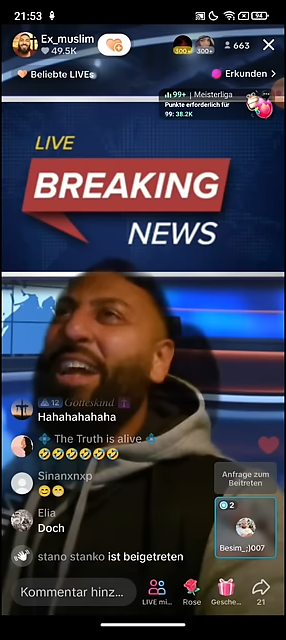 21:53
94
Ex_muslim
49.5K
300+
300+
663
Beliebte LIVEs
Erkunden
99+ | Meisterliga
Punkte erforderlich für
99: 38.2K
LIVE
BREAKING
NEWS
12 Gotteskind
Hahahahahaha
The Truth is alive
Sinanxnxp
Elia
Doch
stano stanko ist beigetreten
Anfrage zum
Beitreten
2
Besim_;)007
Kommentar hinz...
LIVE mi...
Rose
Gesche...
21